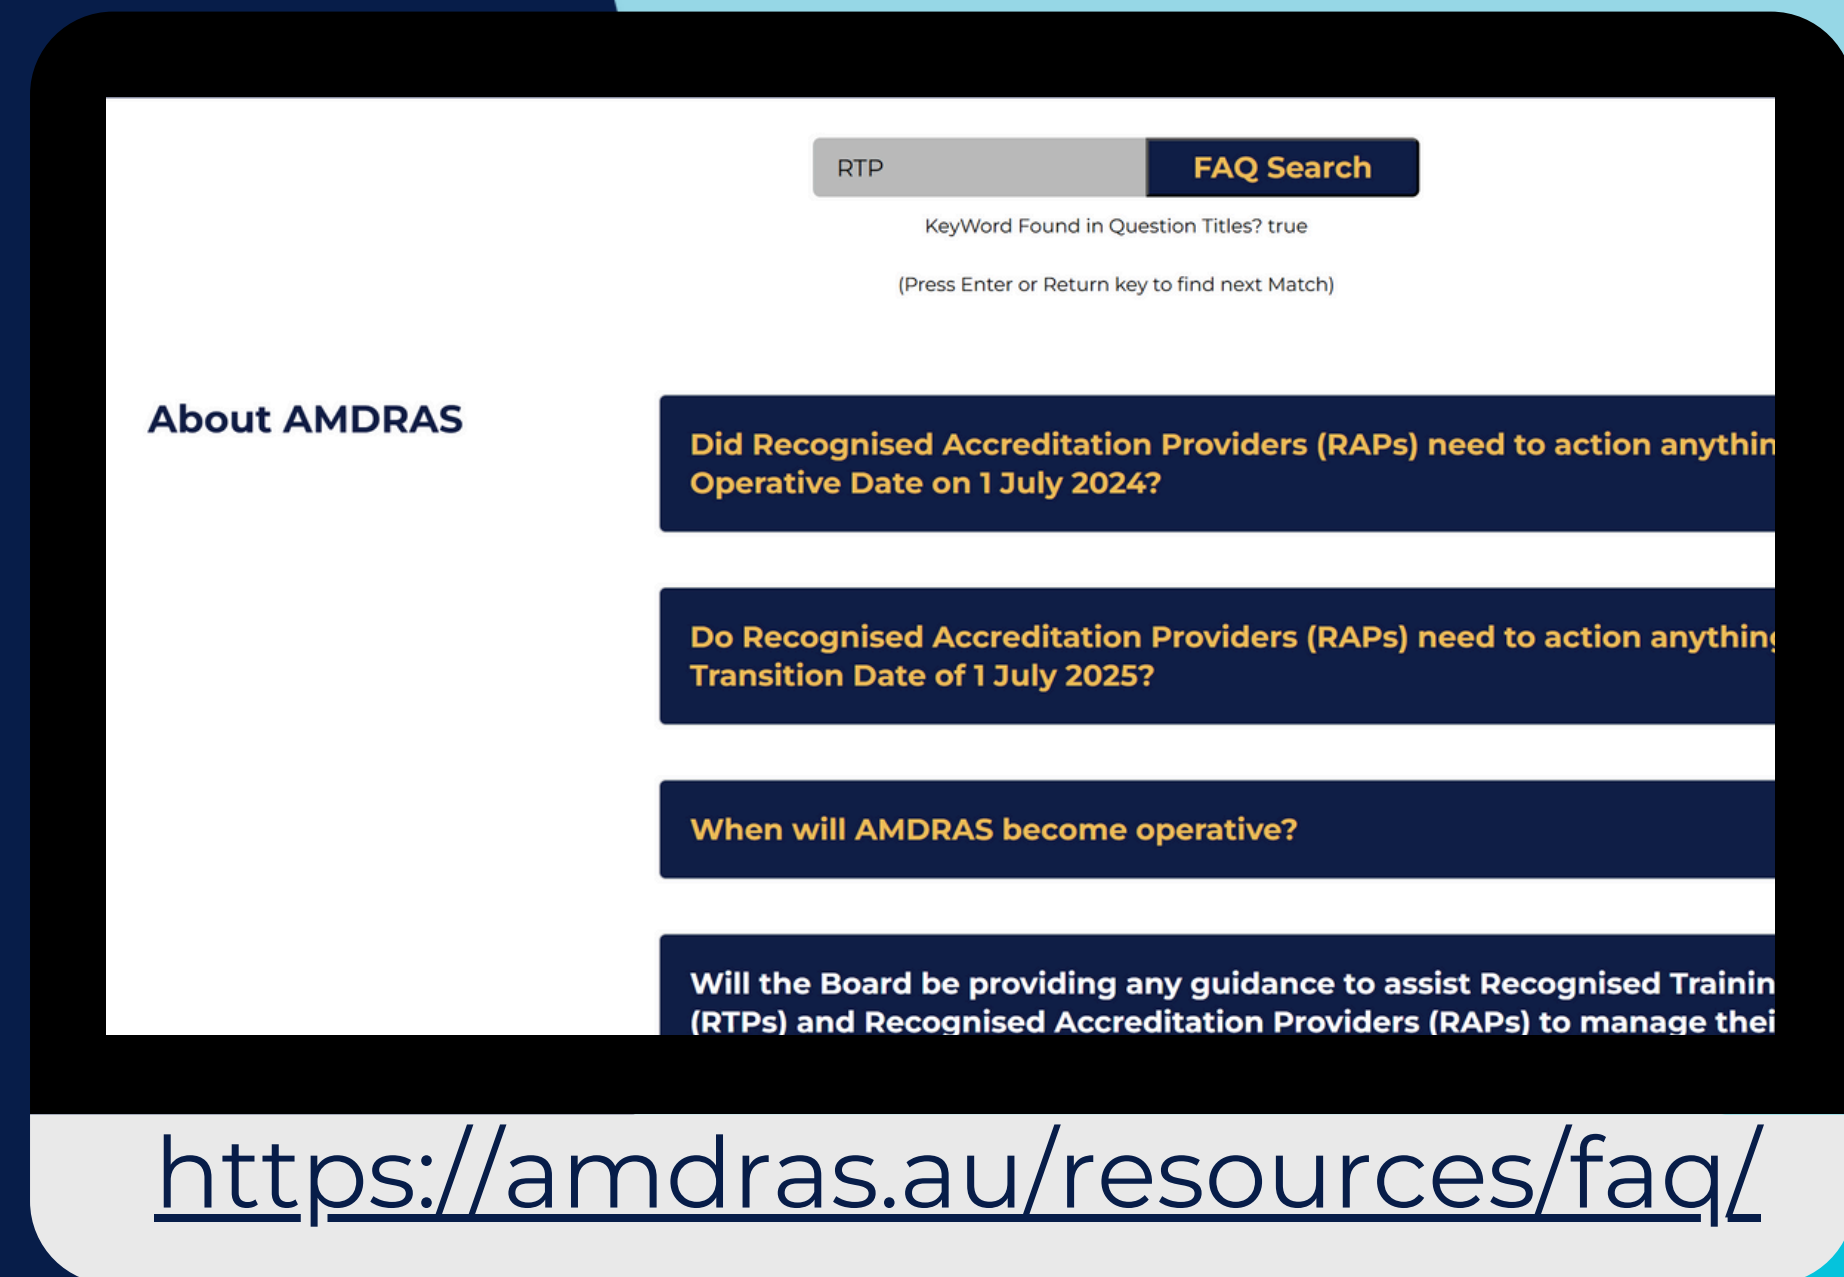 RTP
FAQ Search
KeyWord Found in Question Titles? true
(Press Enter or Return key to find next Match)
About AMDRAS
Did Recognised Accreditation Providers (RAPs) need to action anythin
Operative Date on 1 July 2024?
Do Recognised Accreditation Providers (RAPs) need to action anything
Transition Date of 1 July 2025?
When will AMDRAS become operative?
Will the Board be providing any guidance to assist Recognised Trainin
(RTPs) and Recognised Accreditation Providers (RAPs) to manage thei
https://amdras.au/resources/faq/